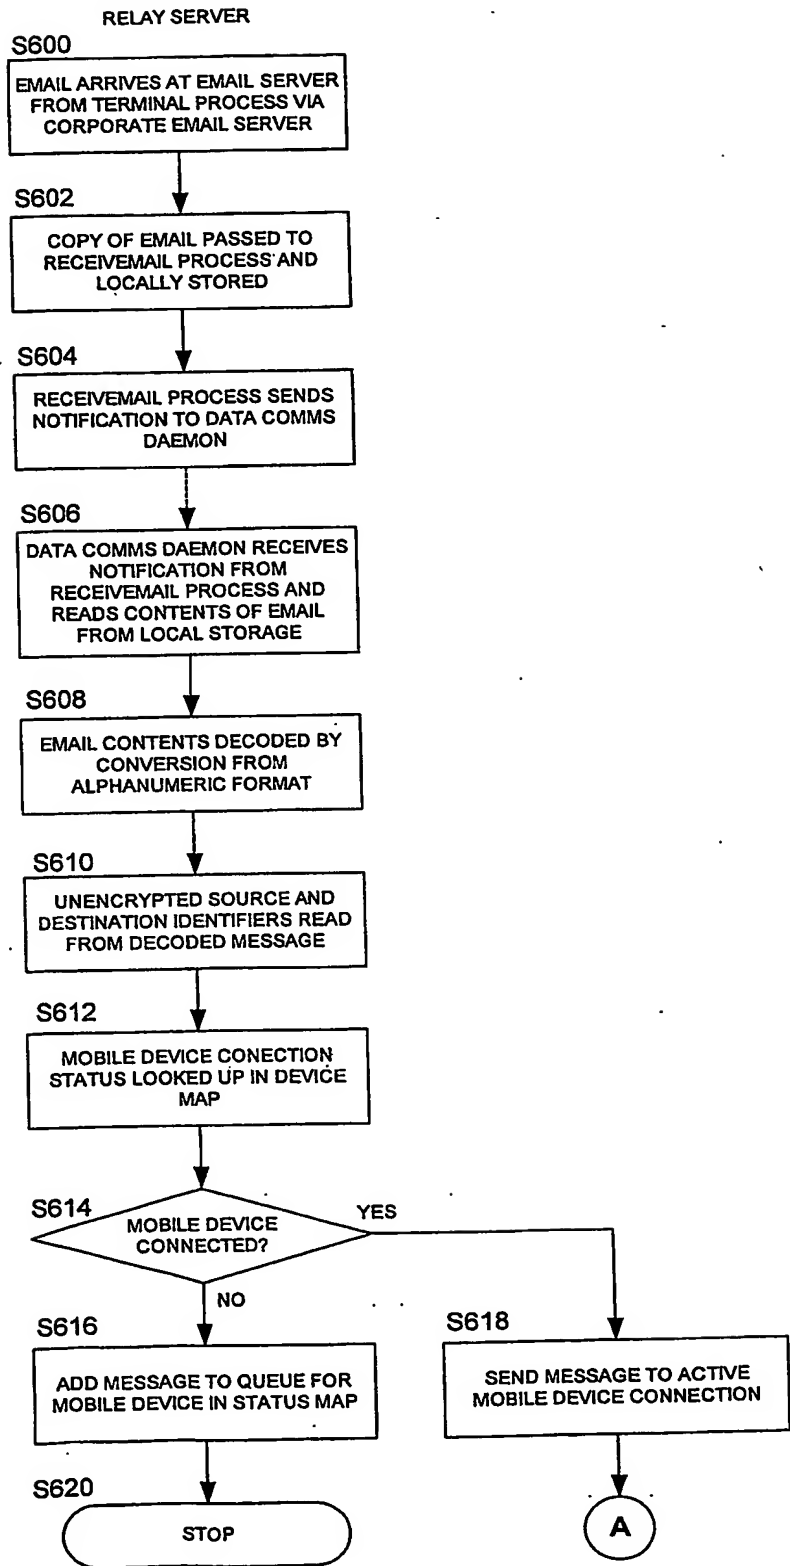 RELAY SERVER
S600
EMAIL ARRIVES AT EMAIL SERVER
FROM TERMINAL PROCESS VIA
CORPORATE EMAIL SERVER
S602
COPY OF EMAIL PASSED TO
RECEIVEMAIL PROCESS AND
LOCALLY STORED
S604
RECEIVEMAIL PROCESS SENDS
NOTIFICATION TO DATA COMMS
DAEMON
S606
DATA COMMS DAEMON RECEIVES
NOTIFICATION FROM
RECEIVEMAIL PROCESS AND
READS CONTENTS OF EMAIL
FROM LOCAL STORAGE
S608
EMAIL CONTENTS DECODED BY
CONVERSION FROM
ALPHANUMERIC FORMAT
S610
UNENCRYPTED SOURCE AND
DESTINATION IDENTIFIERS READ
FROM DECODED MESSAGE
S612
MOBILE DEVICE CONECTION
STATUS LOOKED UP IN DEVICE
MAP
S614
MOBILE DEVICE
CONNECTED?
YES
NO
S616
ADD MESSAGE TO QUEUE FOR
MOBILE DEVICE IN STATUS MAP
S618
SEND MESSAGE TO ACTIVE
MOBILE DEVICE CONNECTION
S620
STOP
A